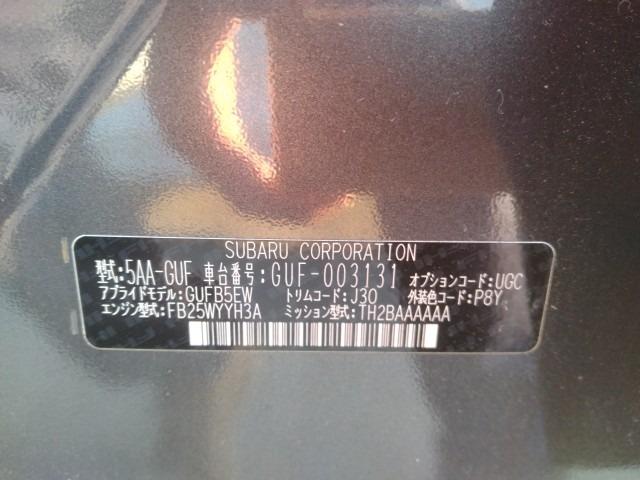 SUBARU CORPORATION
型式:5AA-GUF 車台番号:GUF-003131 オプションコード:UGC
アプライドモデル:GUFB5EW トリムコード:J30 外装色コード:P8Y
エンジン型式:FB25WYYH3A ミッション型式:TH2BAAAAAA